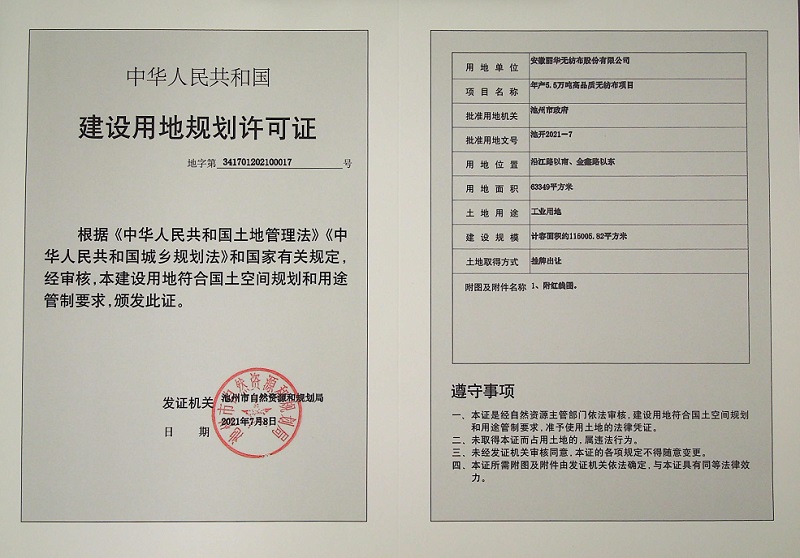 中华人民共和国
建设用地规划许可证
地字第 341701202100017 号
根据《中华人民共和国土地管理法》《中
华人民共和国城乡规划法》和国家有关规定，
经审核，本建设用地符合国土空间规划和用途
管制要求，颁发此证。
发证机关 池州市自然资源和规划局
日 期 2021年7月8日
池州市自然资源和规划局
用地单位 安徽丽华无纺布股份有限公司
项目名称 年产5.5万吨高品质无纺布项目
批准用地机关 池州市政府
批准用地文号 池开2021-7
用地位置 沿江路以南、金鑫路以东
用地面积 63349平方米
土地用途 工业用地
建设规模 计容面积约115005.82平方米
土地取得方式 挂牌出让
附图及附件名称 1、附红线图。
遵守事项
一、本证是经自然资源主管部门依法审核，建设用地符合国土空间规划
和用途管制要求，准予使用土地的法律凭证。
二、未取得本证而占用土地的，属违法行为。
三、未经发证机关审核同意，本证的各项规定不得随意变更。
四、本证所需附图及附件由发证机关依法确定，与本证具有同等法律效
力。